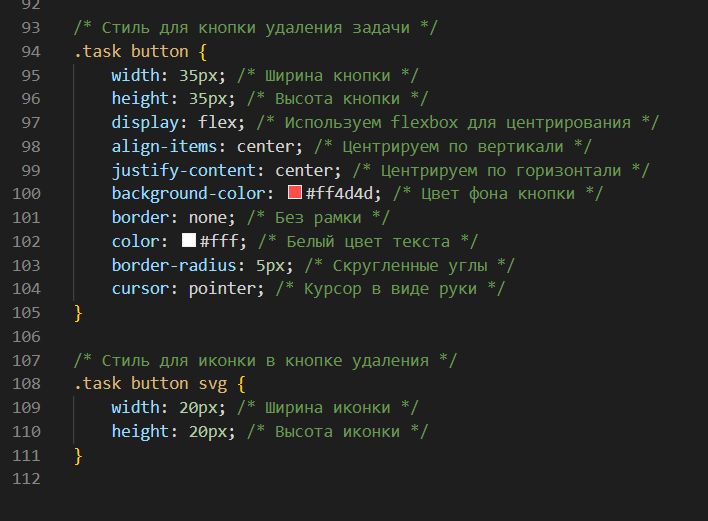 92
93 /* Стиль для кнопки удаления задачи */
94 .task button {
95 width: 35px; /* Ширина кнопки */
96 height: 35px; /* Высота кнопки */
97 display: flex; /* Используем flexbox для центрирования */
98 align-items: center; /* Центрируем по вертикали */
99 justify-content: center; /* Центрируем по горизонтали */
100 background-color: #ff4d4d; /* Цвет фона кнопки */
101 border: none; /* Без рамки */
102 color: #fff; /* Белый цвет текста */
103 border-radius: 5px; /* Скругленные углы */
104 cursor: pointer; /* Курсор в виде руки */
105 }
106
107 /* Стиль для иконки в кнопке удаления */
108 .task button svg {
109 width: 20px; /* Ширина иконки */
110 height: 20px; /* Высота иконки */
111 }
112